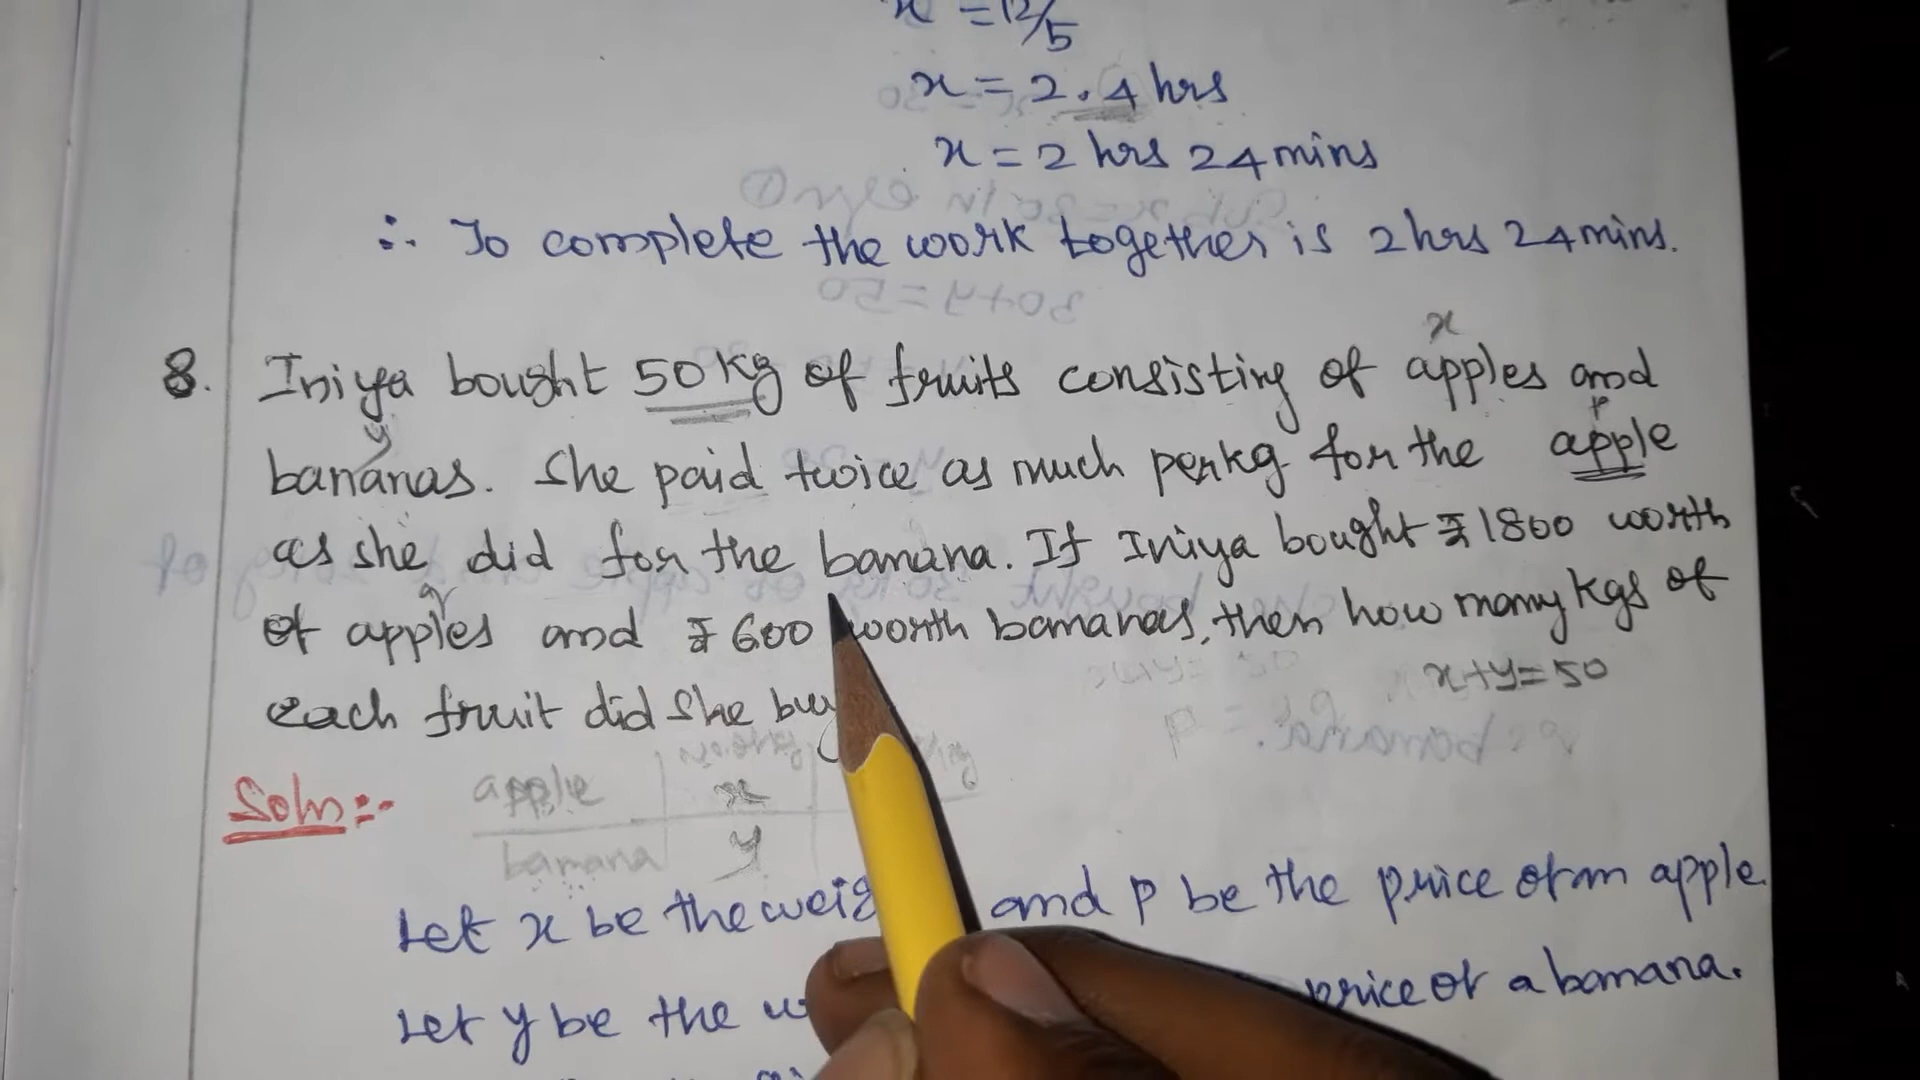 x = 12/5
x = 2.4 hrs
x = 2 hrs 24 mins
∴ To complete the work together is 2 hrs 24 mins.
x
8. Iniya bought 50 kg of fruits consisting of apples and
y p
bananas. She paid twice as much per kg for the apple
as she did for the banana. If Iniya bought ₹ 1800 worth
q
of apples and ₹ 600 worth bananas, then how many kgs of
x+y=50
each fruit did she buy
Soln:-
apple x
banana y
Let x be the and p be the price of an apple.
Let y be the price of a banana.